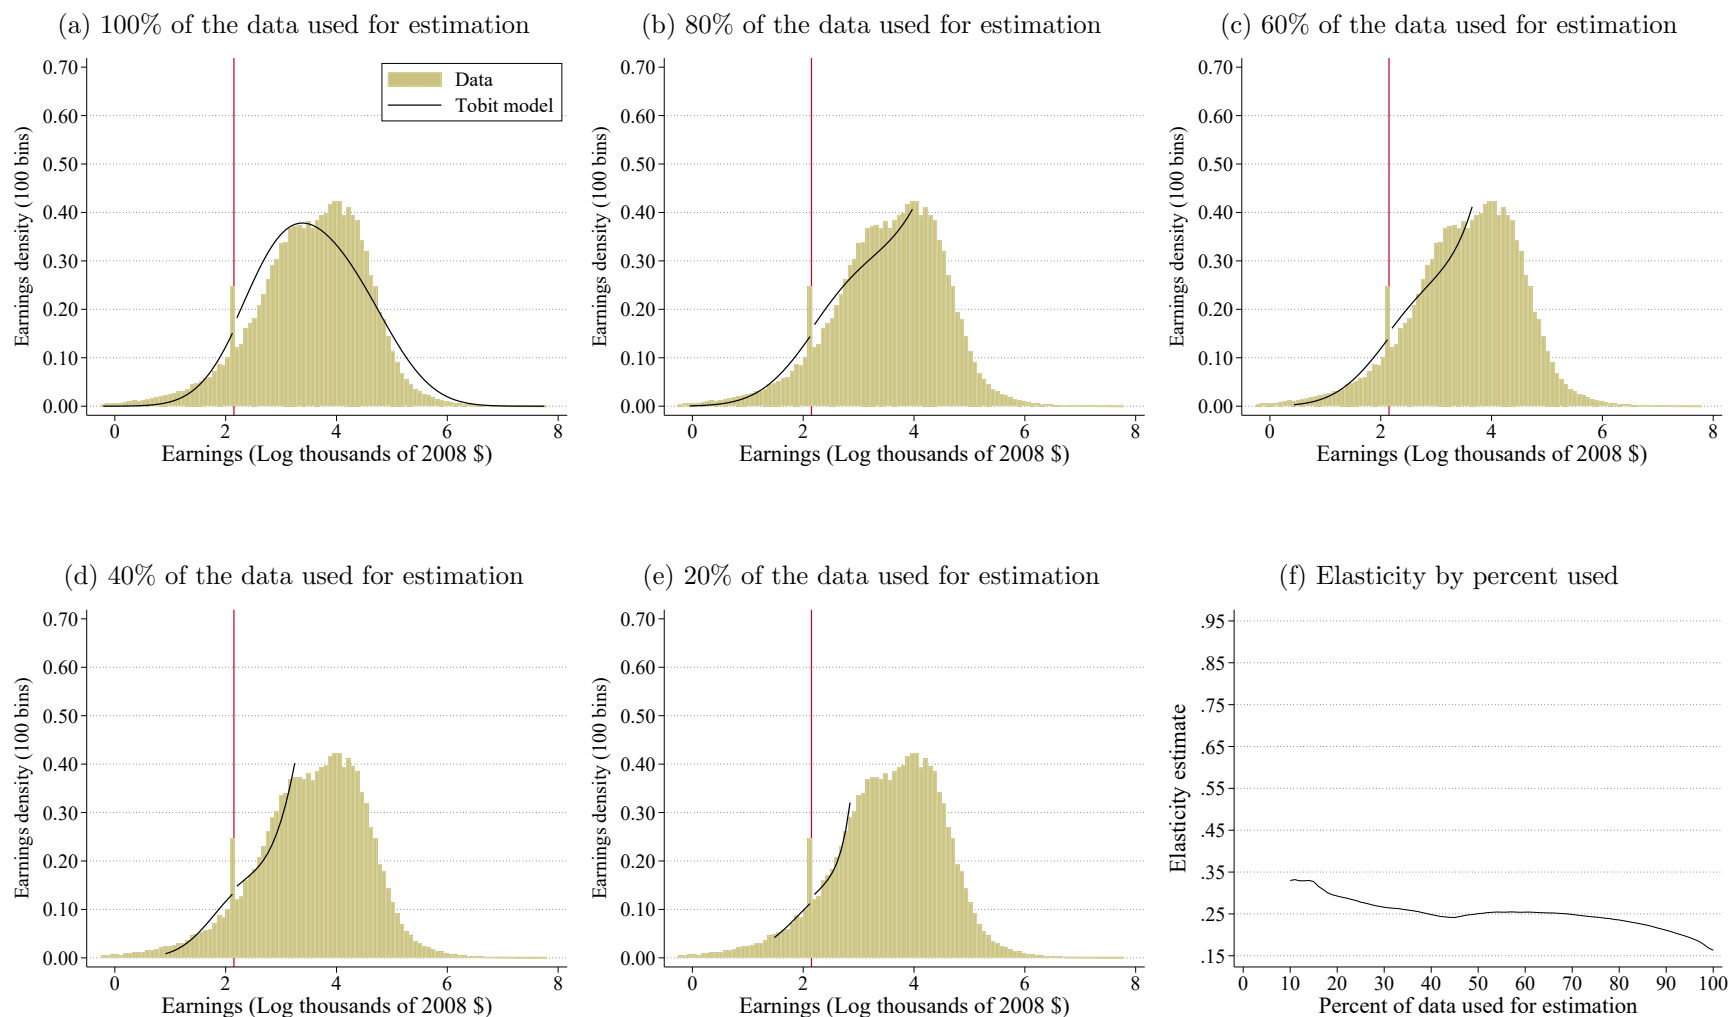 (a) 100% of the data used for estimation
0.70
0.60
0.50
0.40
0.30
0.20
0.10
0.00
Earnings density (100 bins)
Data
Tobit model
0 2 4 6 8
Earnings (Log thousands of 2008 $)
(b) 80% of the data used for estimation
0.70
0.60
0.50
0.40
0.30
0.20
0.10
0.00
Earnings density (100 bins)
0 2 4 6 8
Earnings (Log thousands of 2008 $)
(c) 60% of the data used for estimation
0.70
0.60
0.50
0.40
0.30
0.20
0.10
0.00
Earnings density (100 bins)
0 2 4 6 8
Earnings (Log thousands of 2008 $)
(d) 40% of the data used for estimation
0.70
0.60
0.50
0.40
0.30
0.20
0.10
0.00
Earnings density (100 bins)
0 2 4 6 8
Earnings (Log thousands of 2008 $)
(e) 20% of the data used for estimation
0.70
0.60
0.50
0.40
0.30
0.20
0.10
0.00
Earnings density (100 bins)
0 2 4 6 8
Earnings (Log thousands of 2008 $)
(f) Elasticity by percent used
.95
.85
.75
.65
.55
.45
.35
.25
.15
Elasticity estimate
0 10 20 30 40 50 60 70 80 90 100
Percent of data used for estimation